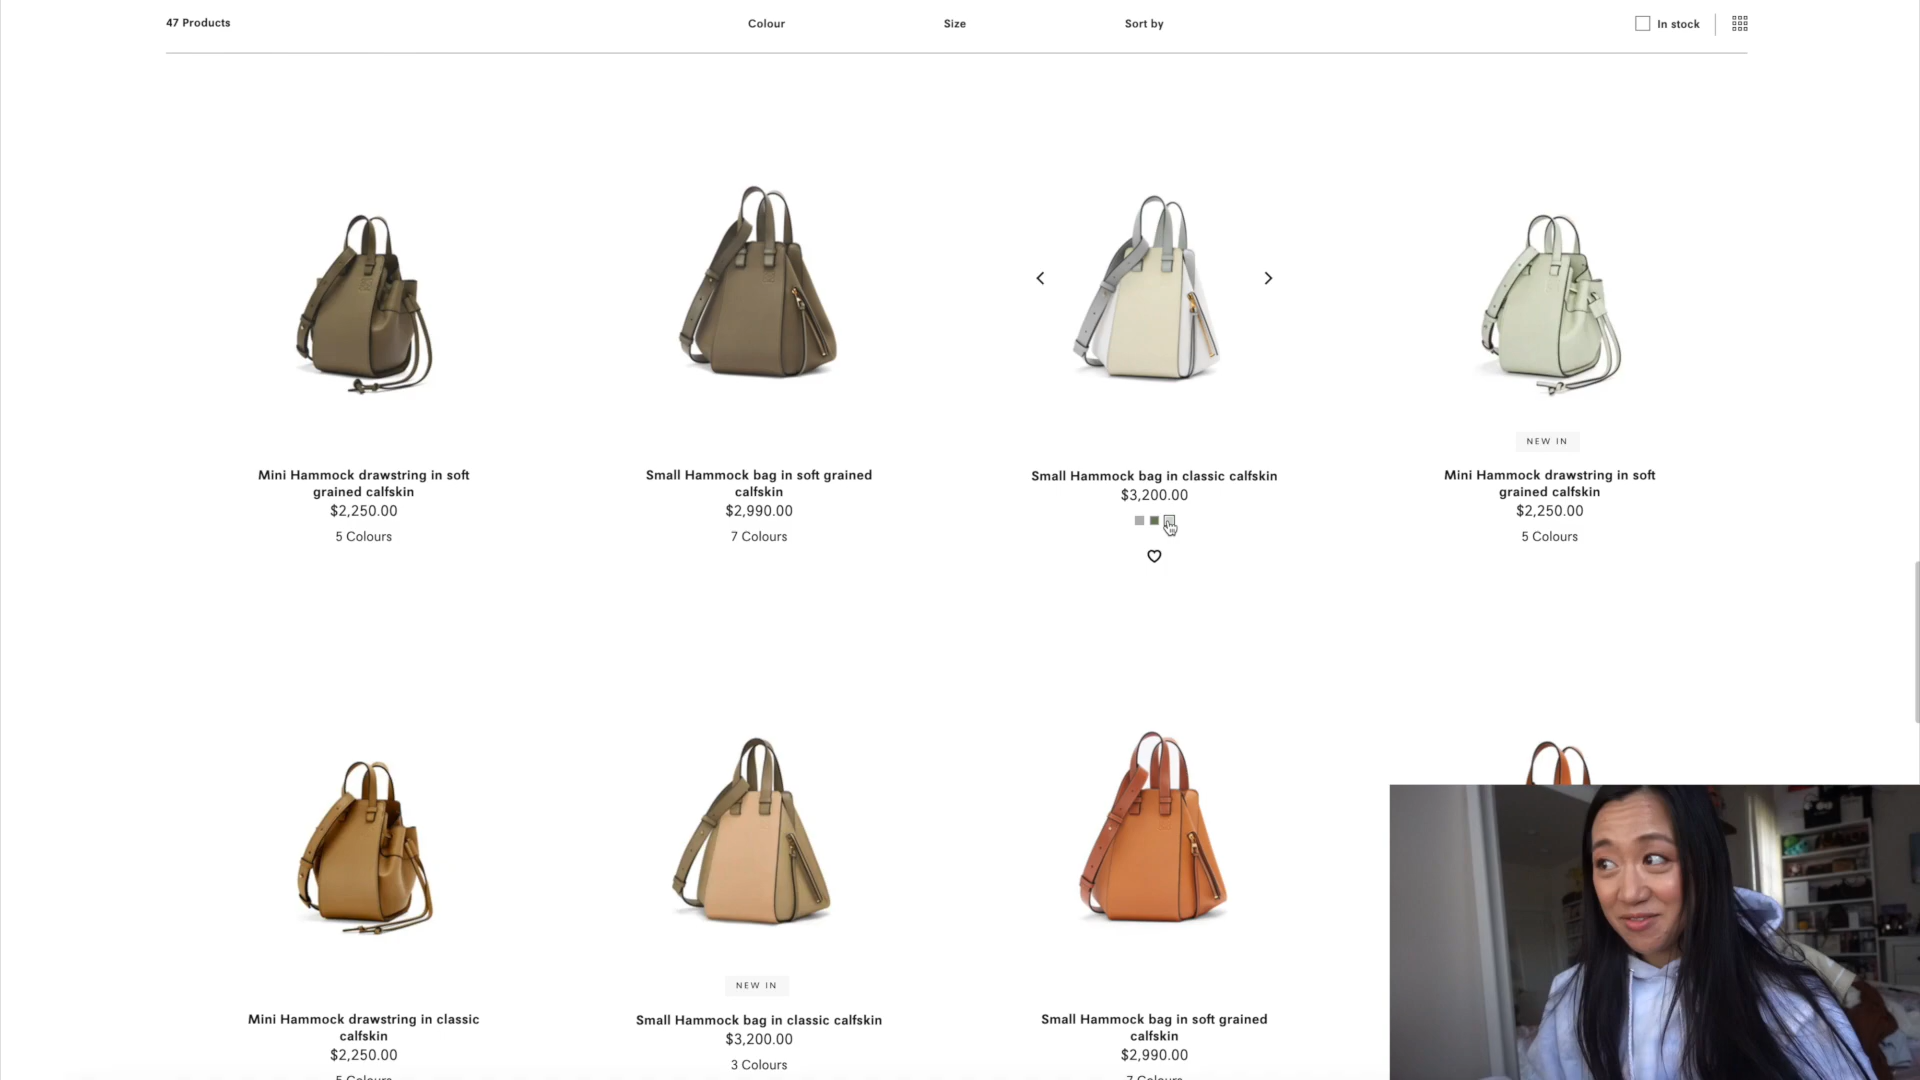 47 Products
Colour
Size
Sort by
In stock
NEW IN
Mini Hammock drawstring in soft
grained calfskin
$2,250.00
5 Colours
Small Hammock bag in soft grained
calfskin
$2,990.00
7 Colours
Small Hammock bag in classic calfskin
$3,200.00
Mini Hammock drawstring in soft
grained calfskin
$2,250.00
5 Colours
NEW IN
Mini Hammock drawstring in classic
calfskin
$2,250.00
5 Colours
Small Hammock bag in classic calfskin
$3,200.00
3 Colours
Small Hammock bag in soft grained
calfskin
$2,990.00
7 Colours